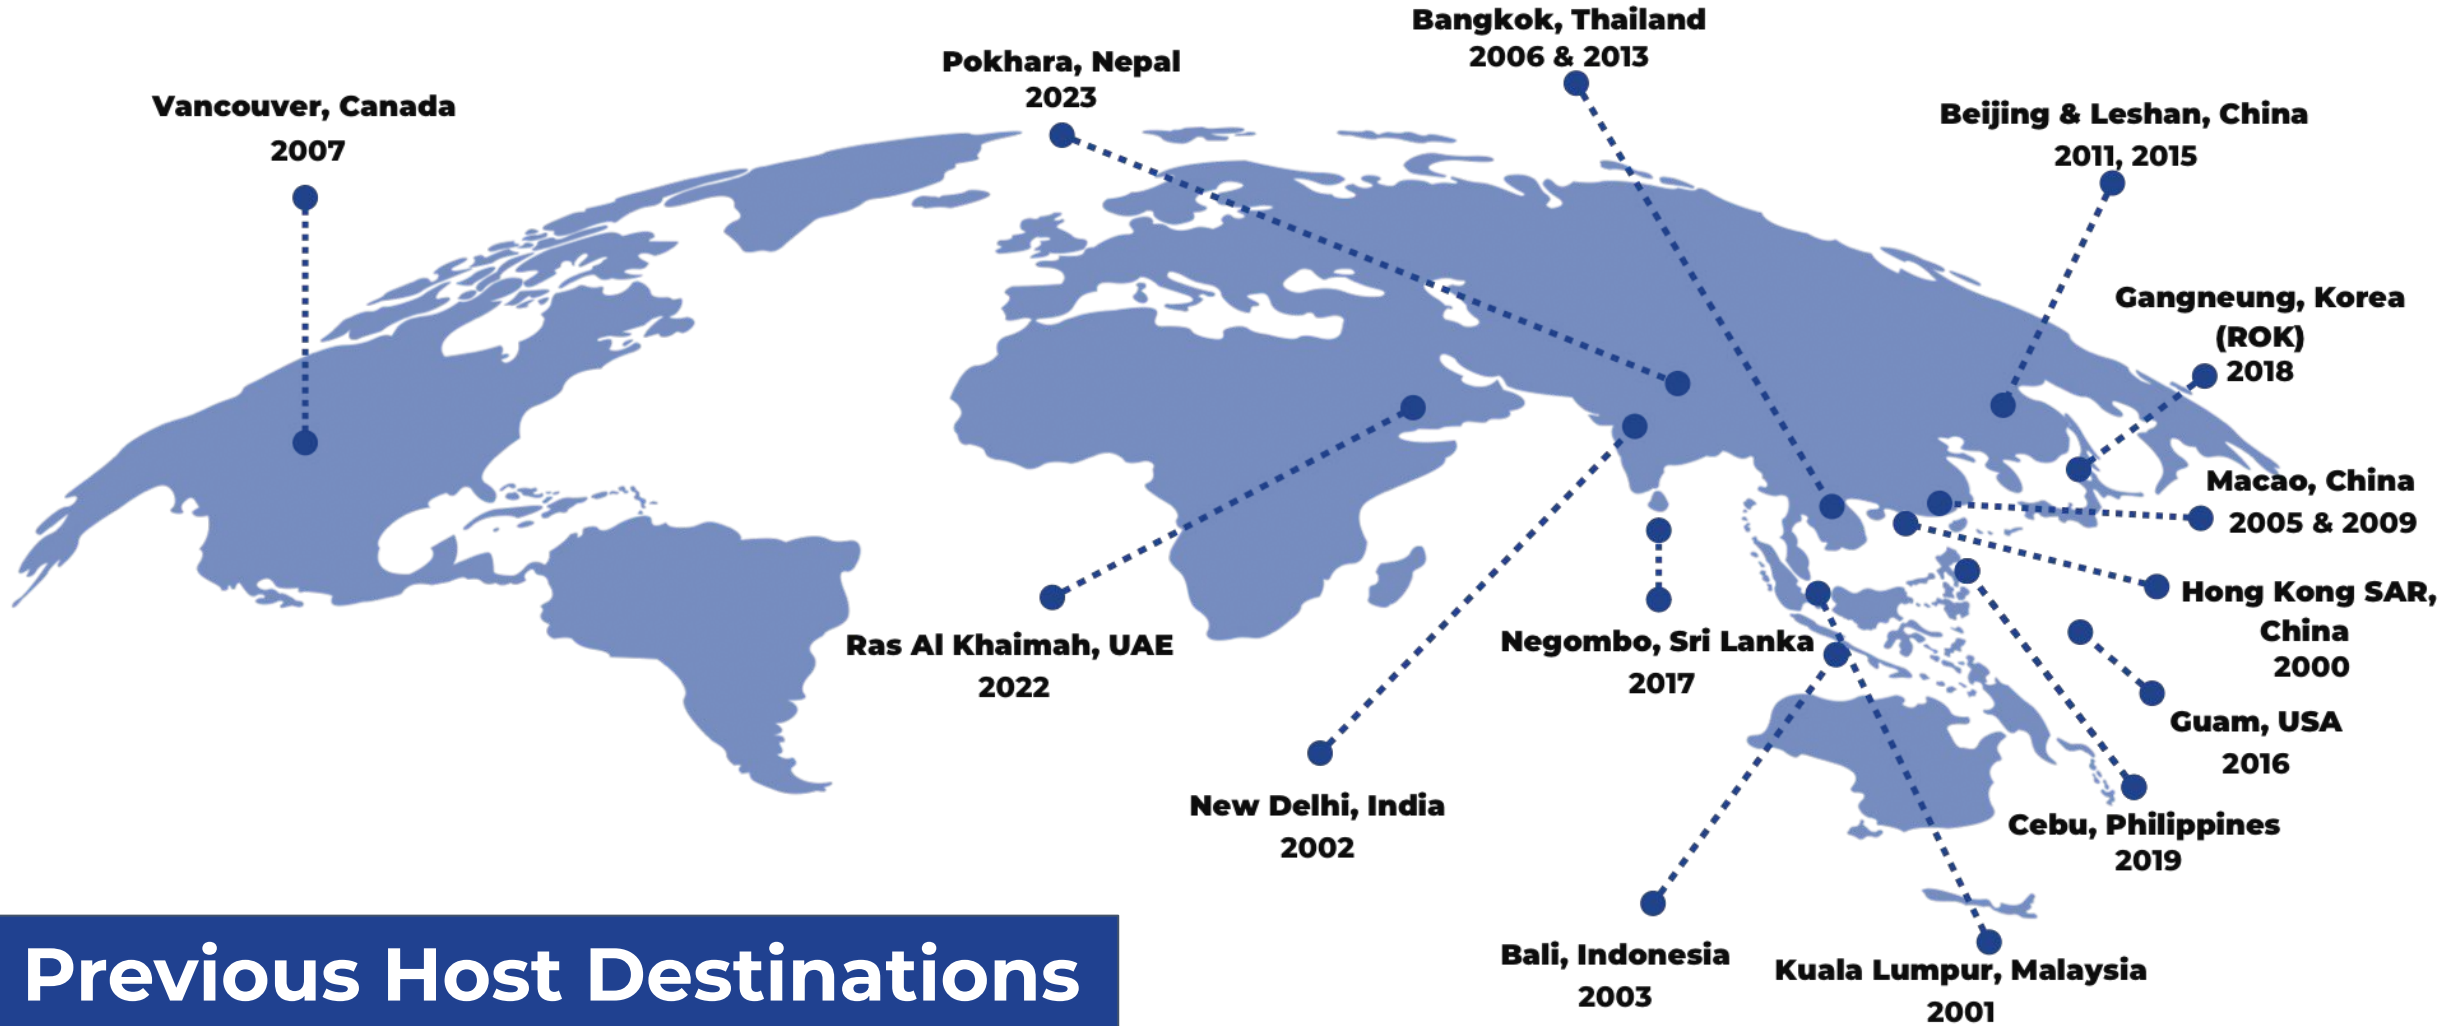 Bangkok, Thailand
2006 & 2013
Pokhara, Nepal
2023
Vancouver, Canada
2007
Beijing & Leshan, China
2011, 2015
Gangneung, Korea
(ROK)
2018
Macao, China
2005 & 2009
Hong Kong SAR,
China
2000
Ras Al Khaimah, UAE
2022
Negombo, Sri Lanka
2017
Guam, USA
2016
New Delhi, India
2002
Cebu, Philippines
2019
Bali, Indonesia
2003
Kuala Lumpur, Malaysia
2001
Previous Host Destinations